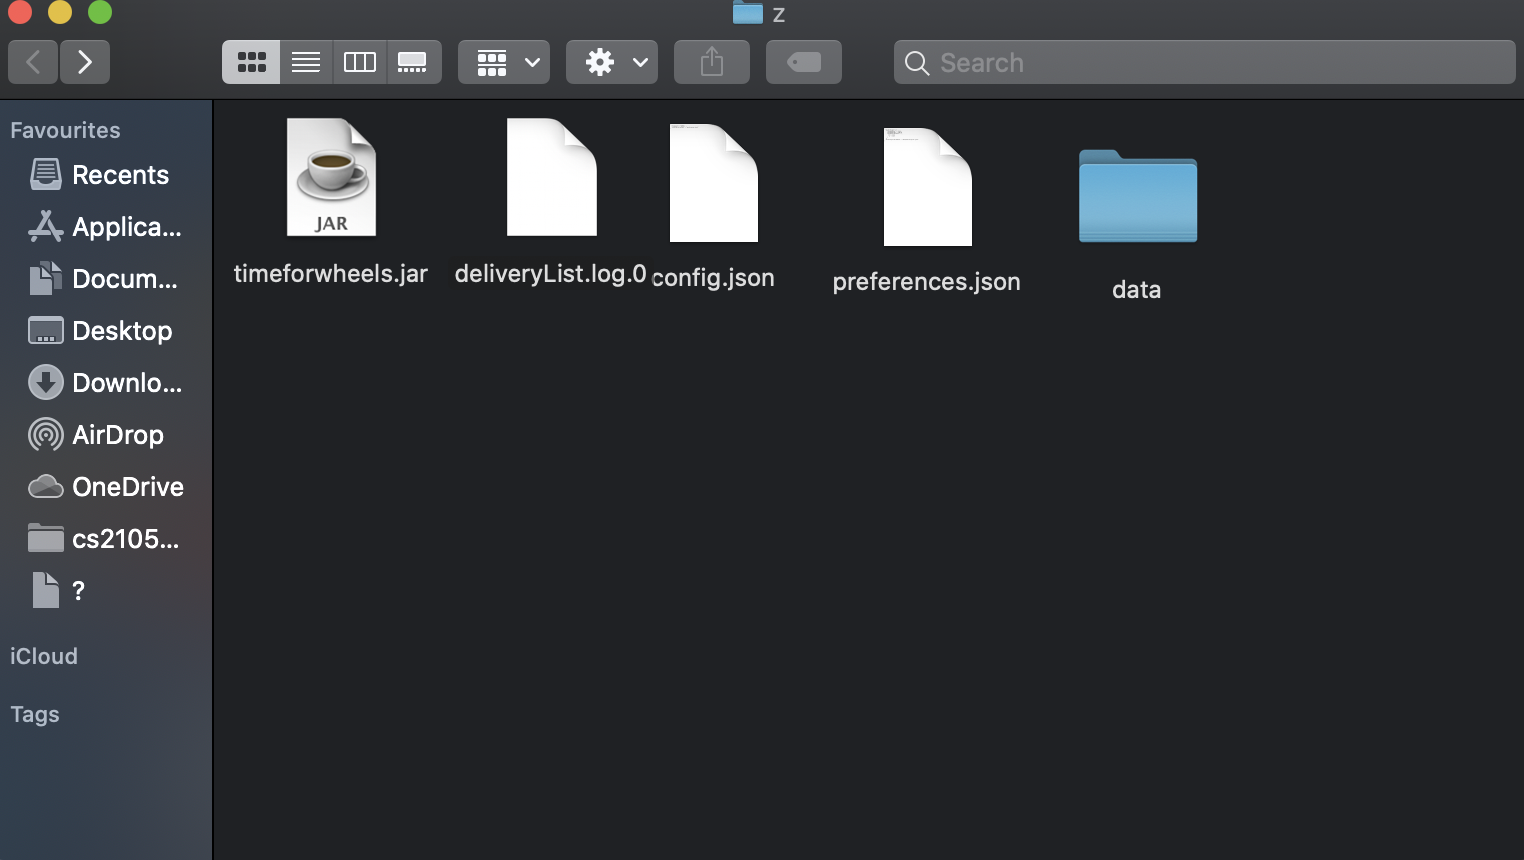 z
Search
Favourites
Recents
Applica...
Docum...
Desktop
Downlo...
AirDrop
OneDrive
cs2105...
?
iCloud
Tags
JAR
timeforwheels.jar
deliveryList.log.0
config.json
preferences.json
data